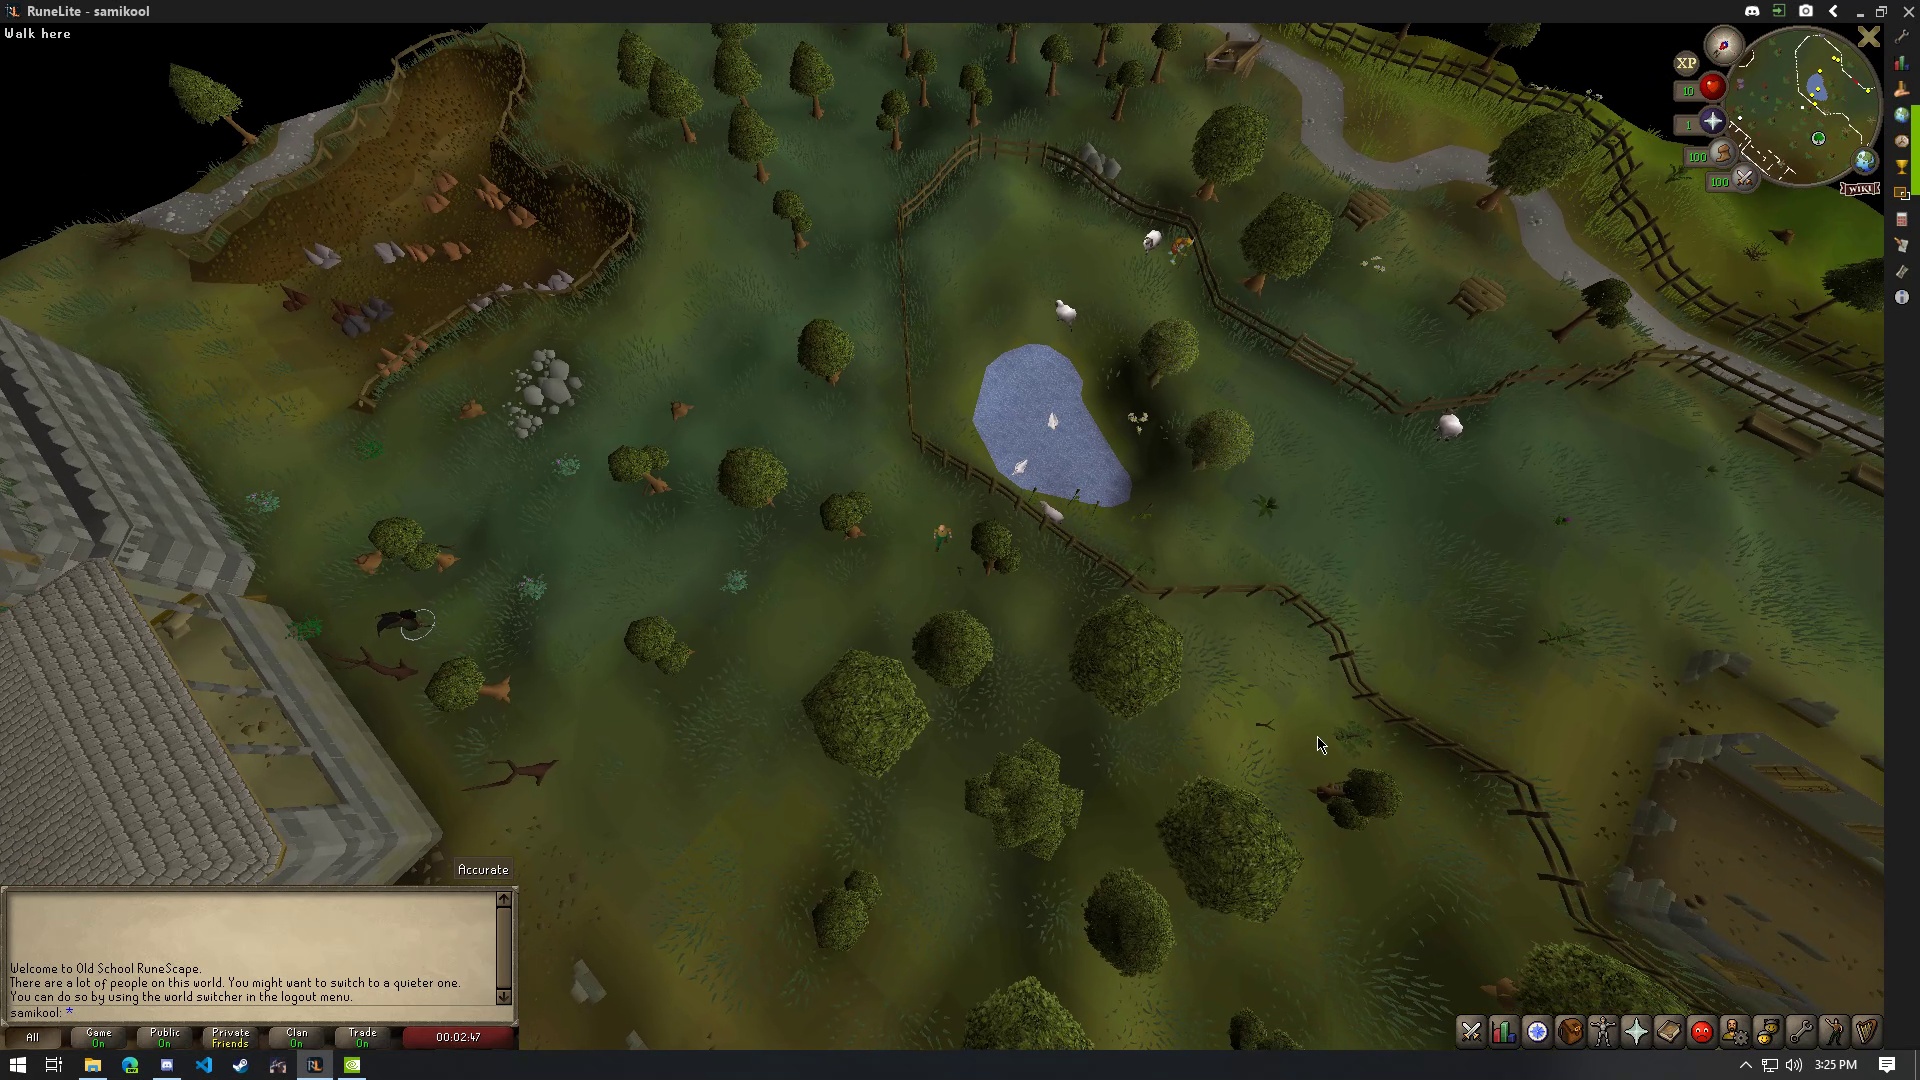 RuneLite - samikool
Walk here
XP
10
1
100
100
WIKI
Accurate
Welcome to Old School RuneScape.
There are a lot of people on this world. You might want to switch to a quieter one.
You can do so by using the world switcher in the logout menu.
samikool: *
All
Game
On
Public
On
Private
Friends
Clan
On
Trade
On
00:02:47
3:25 PM